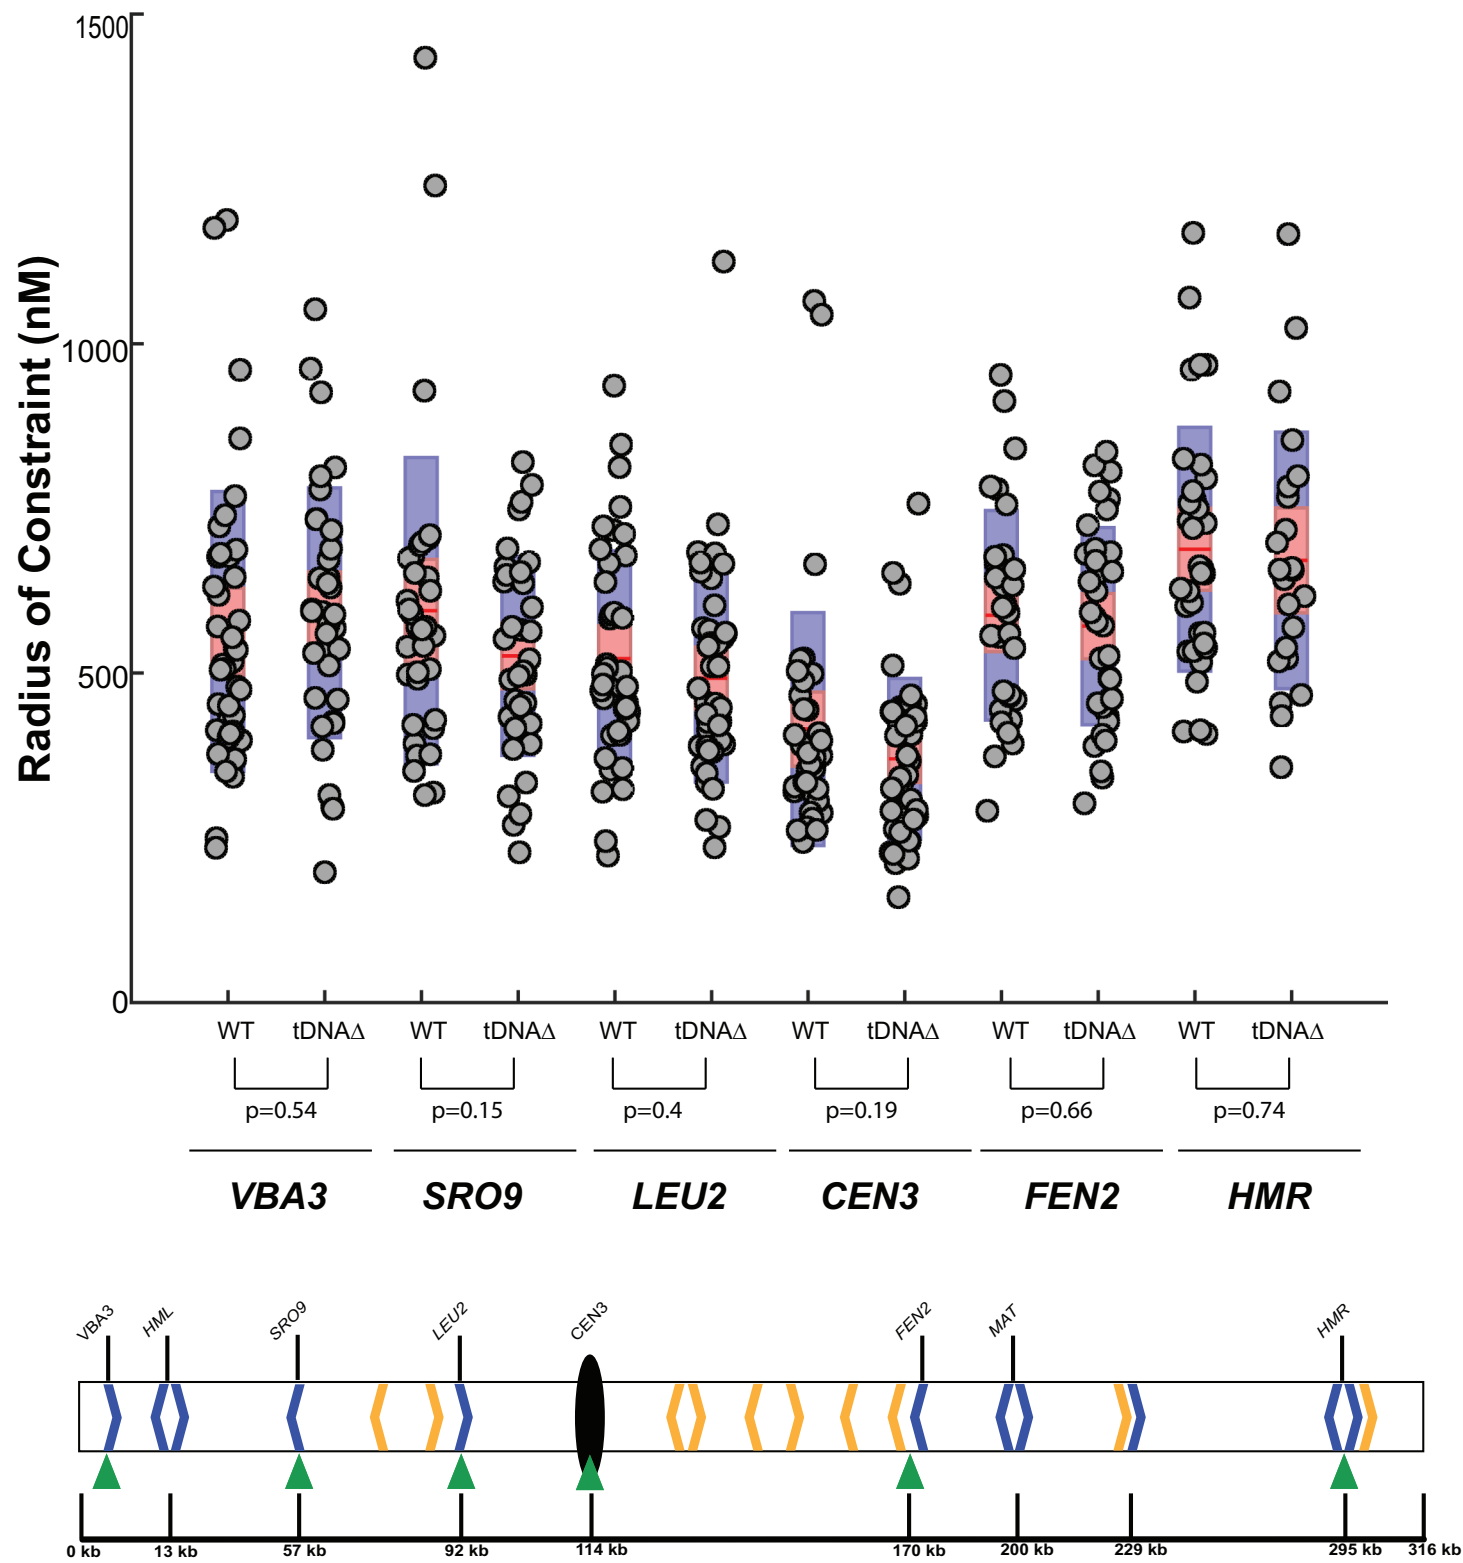 1500
1000
500
0
Radius of Constraint (nM)
WT tDNAΔ WT tDNAΔ WT tDNAΔ WT tDNAΔ WT tDNAΔ WT tDNAΔ
p=0.54 p=0.15 p=0.4 p=0.19 p=0.66 p=0.74
VBA3 SRO9 LEU2 CEN3 FEN2 HMR
VBA3 HML SRO9 LEU2 CEN3 FEN2 MAT HMR
0 kb 13 kb 57 kb 92 kb 114 kb 170 kb 200 kb 229 kb 295 kb 316 kb